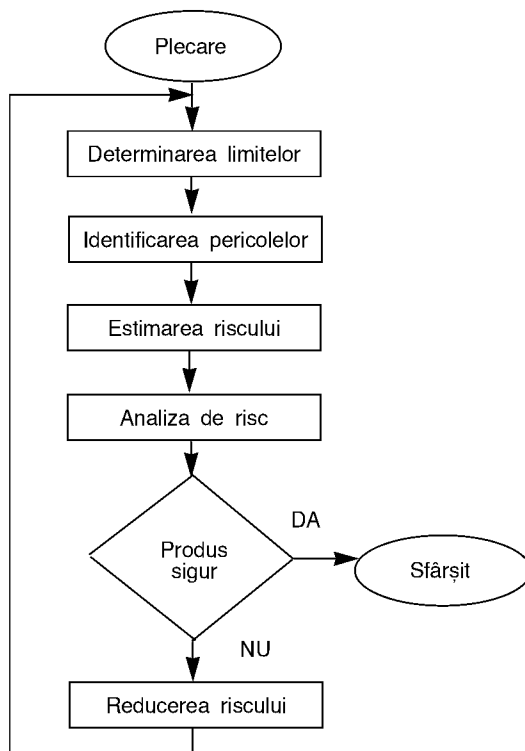 Plecare
Determinarea limitelor
Identificarea pericolelor
Estimarea riscului
Analiza de risc
Produs
sigur
DA
Sfârșit
NU
Reducerea riscului